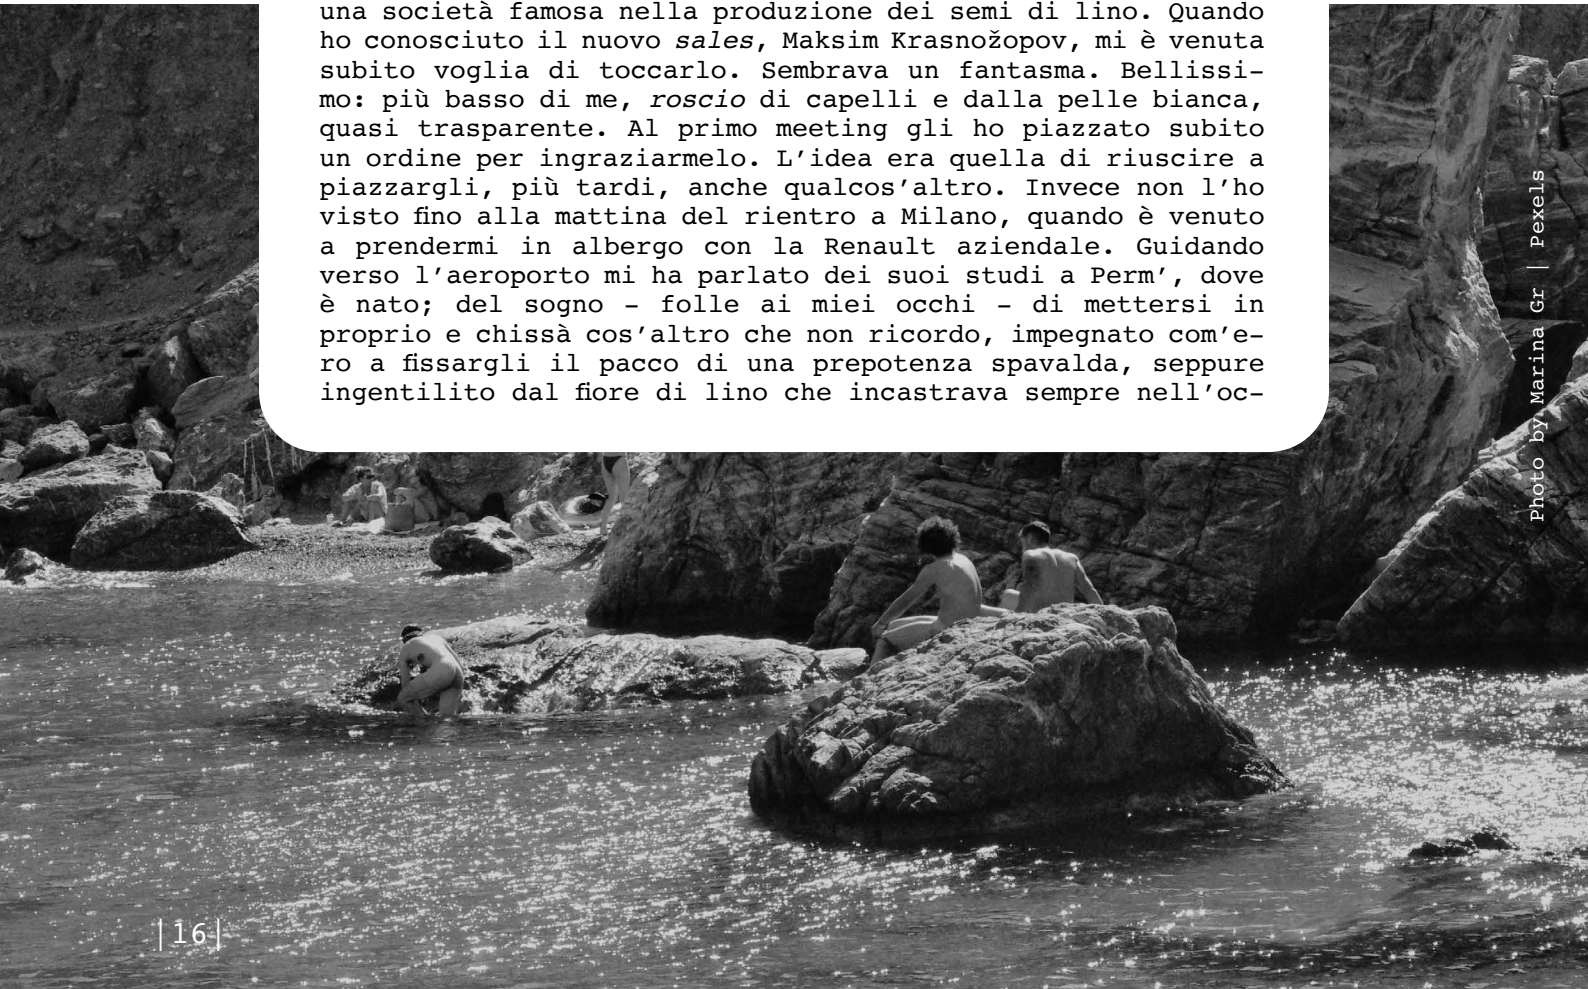 una società famosa nella produzione dei semi di lino. Quando
ho conosciuto il nuovo sales, Maksim Krasnožopov, mi è venuta
subito voglia di toccarlo. Sembrava un fantasma. Bellissi-
mo: più basso di me, roscio di capelli e dalla pelle bianca,
quasi trasparente. Al primo meeting gli ho piazzato subito
un ordine per ingraziarmelo. L’idea era quella di riuscire a
piazzargli, più tardi, anche qualcos’altro. Invece non l’ho
visto fino alla mattina del rientro a Milano, quando è venuto
a prendermi in albergo con la Renault aziendale. Guidando
verso l’aeroporto mi ha parlato dei suoi studi a Perm’, dove
è nato; del sogno – folle ai miei occhi – di mettersi in
proprio e chissà cos’altro che non ricordo, impegnato com’e-
ro a fissargli il pacco di una prepotenza spavalda, seppure
ingentilito dal fiore di lino che incastrava sempre nell’oc-
Photo by Marina Gr | Pexels
|16|